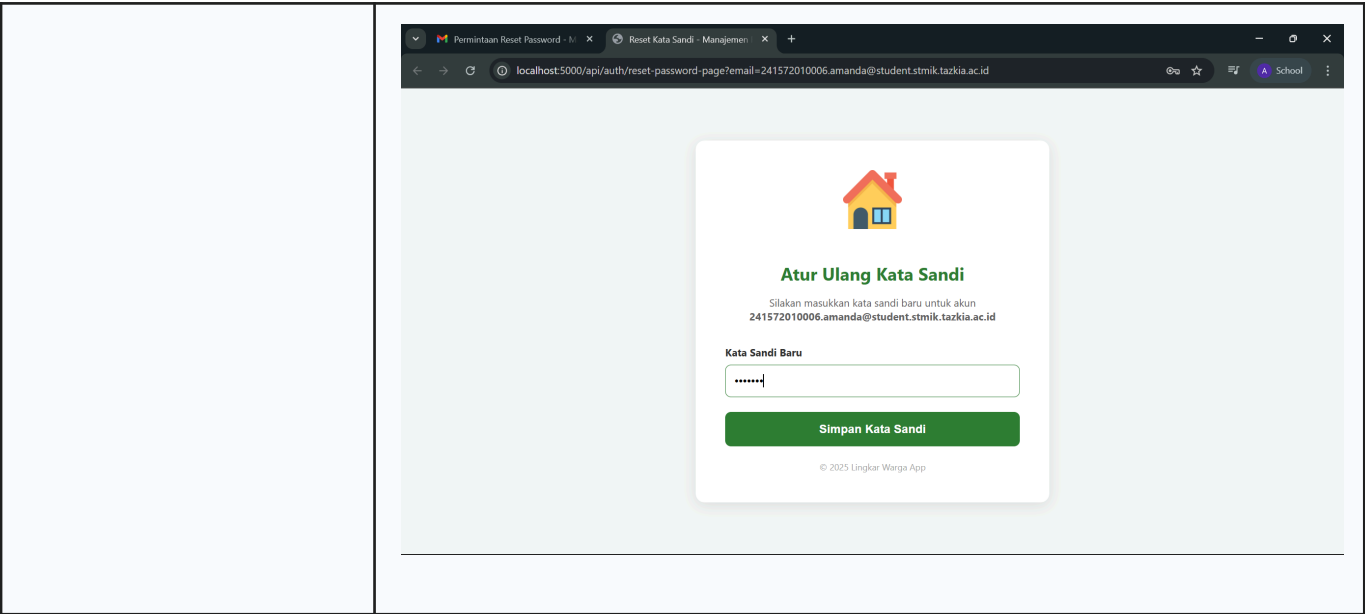 Permintaan Reset Password - M
Reset Kata Sandi - Manajemen
localhost:5000/api/auth/reset-password-page?email=241572010006.amanda@student.stmik.tazkia.ac.id
A School
Atur Ulang Kata Sandi
Silakan masukkan kata sandi baru untuk akun
241572010006.amanda@student.stmik.tazkia.ac.id
Kata Sandi Baru
•••••••
Simpan Kata Sandi
© 2025 Lingkar Warga App